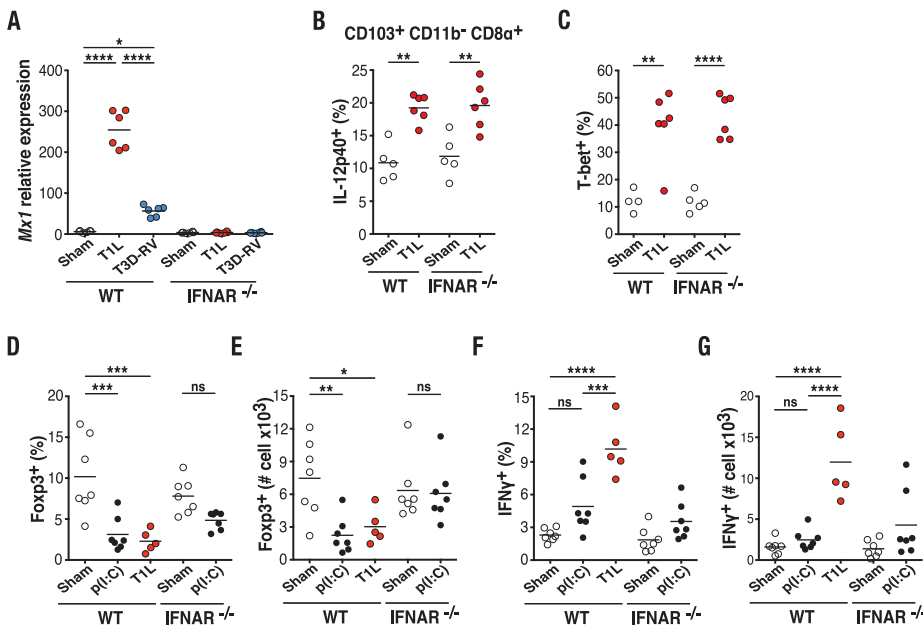 A
Mx1 relative expression
400
300
200
100
0
*
**** ****
Sham
T1L
T3D-RV
Sham
T1L
T3D-RV
WT
IFNAR -/-
B
CD103+ CD11b- CD8α+
IL-12p40+ (%)
25
20
15
10
5
0
** **
Sham
T1L
Sham
T1L
WT
IFNAR -/-
C
T-bet+ (%)
60
50
40
30
20
10
0
** ****
Sham
T1L
Sham
T1L
WT
IFNAR -/-
D
Foxp3+ (%)
20
15
10
5
0
***
*** ns
Sham
p(I:C)
T1L
Sham
p(I:C)
WT
IFNAR -/-
E
Foxp3+ (# cell x103)
15
12
9
6
3
0
*
** ns
Sham
p(I:C)
T1L
Sham
p(I:C)
WT
IFNAR -/-
F
IFNγ+ (%)
15
10
5
0
****
ns ***
Sham
p(I:C)
T1L
Sham
p(I:C)
WT
IFNAR -/-
G
IFNγ+ (# cell x103)
20
15
10
5
0
****
ns ****
Sham
p(I:C)
T1L
Sham
p(I:C)
WT
IFNAR -/-